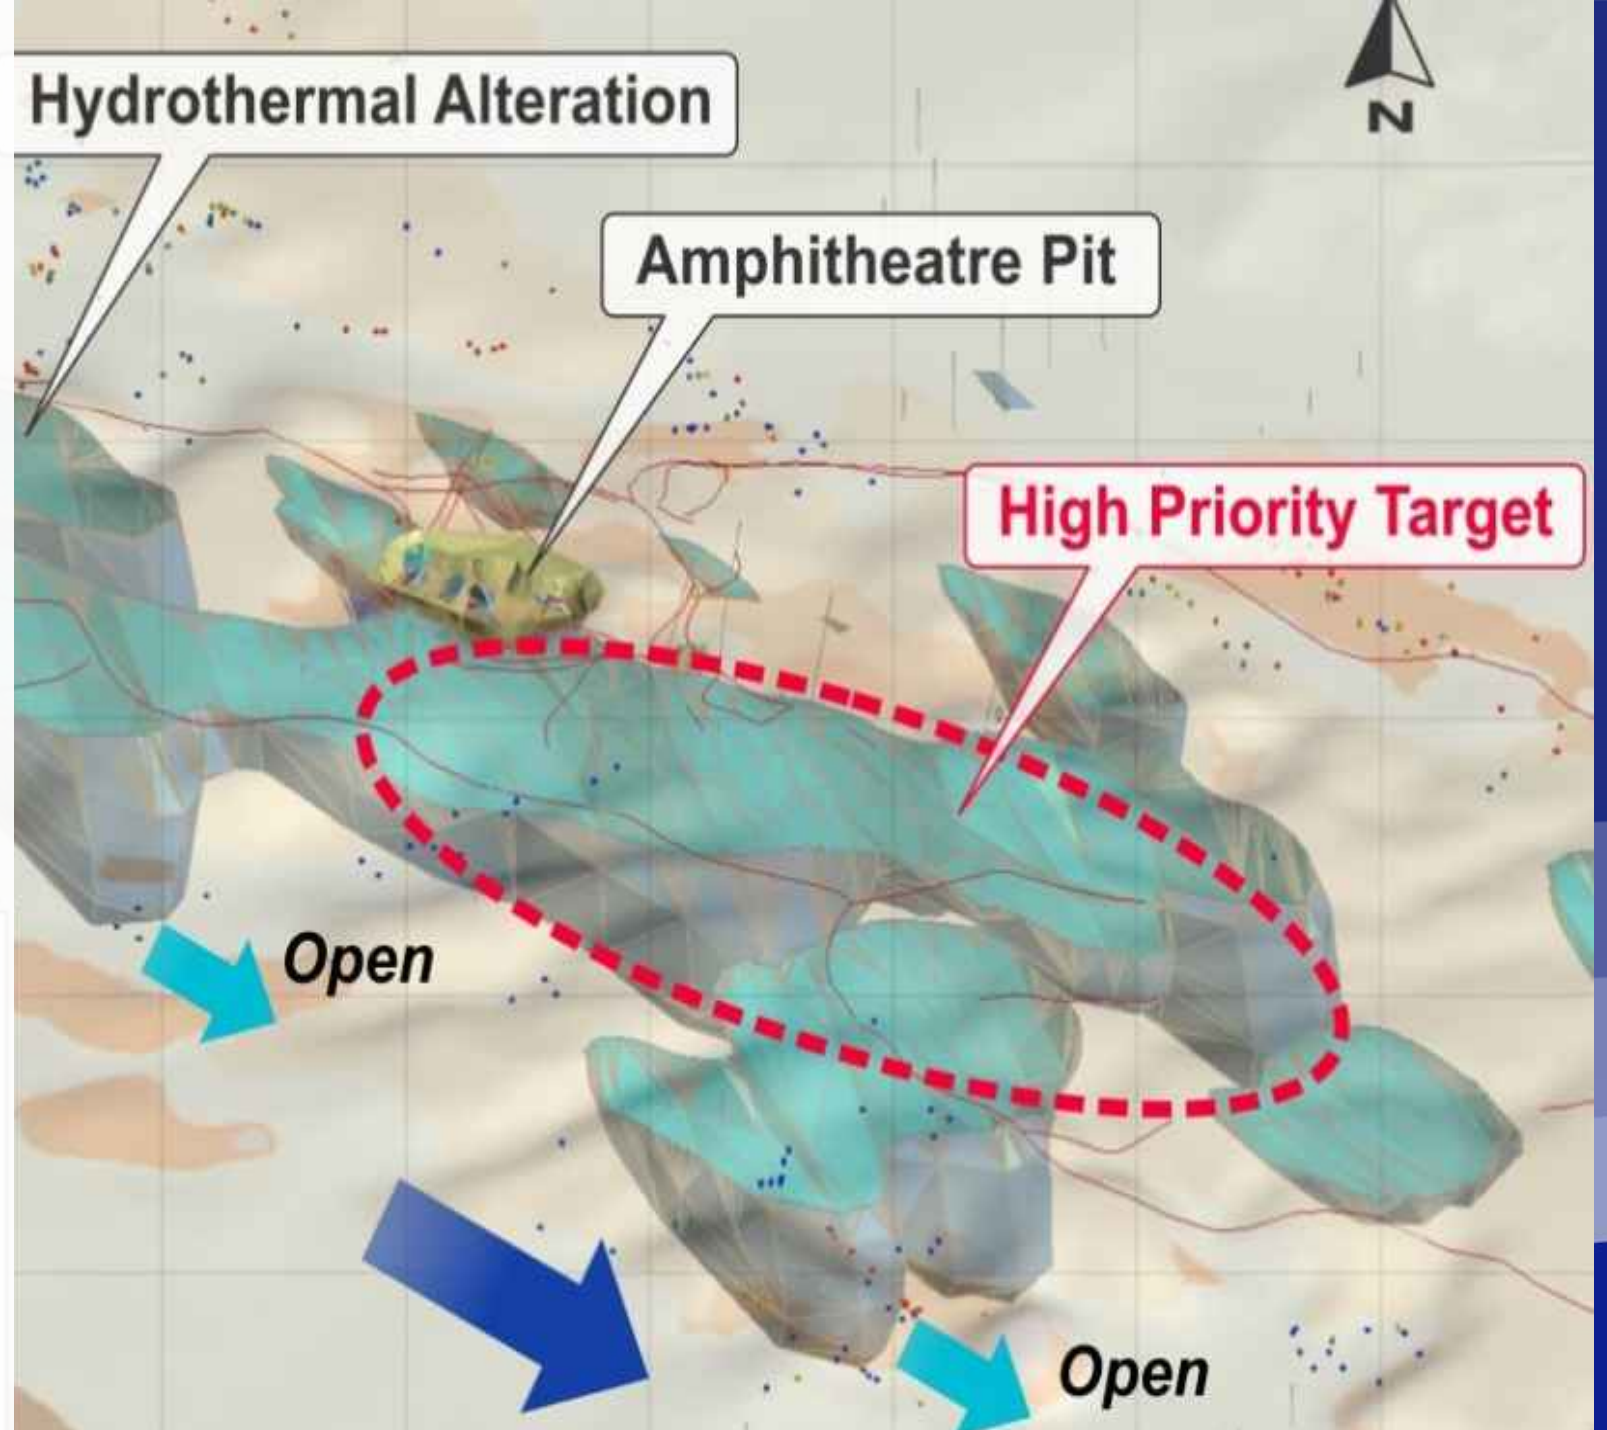 N
Hydrothermal Alteration
Amphitheatre Pit
High Priority Target
Open
Open